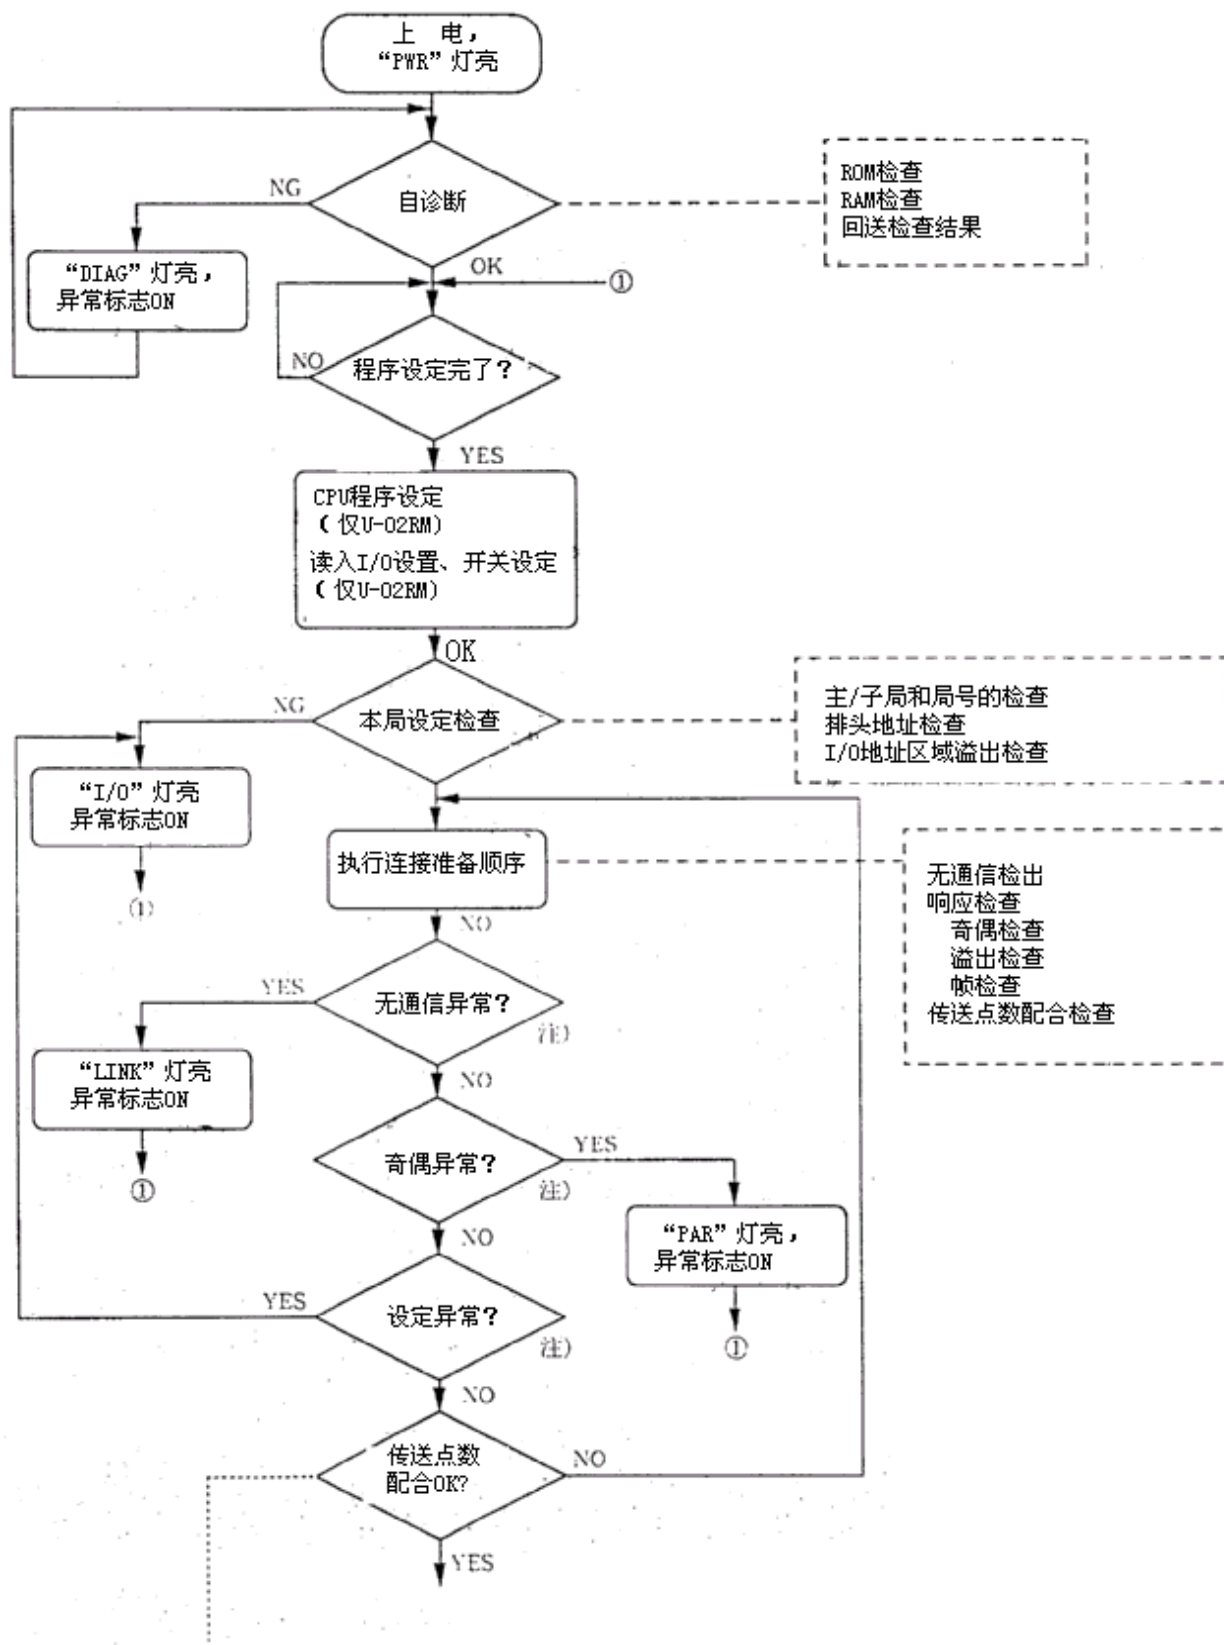 上 电，
“PWR”灯亮
NG
自诊断
ROM检查
RAM检查
回送检查结果
“DIAG”灯亮，
异常标志ON
OK
①
NO
程序设定完了？
YES
CPU程序设定
（仅U-02RM）
读入I/O设置、开关设定
（仅U-02RM）
OK
NG
本局设定检查
主/子局和局号的检查
排头地址检查
I/O地址区域溢出检查
“I/O”灯亮
异常标志ON
①
执行连接准备顺序
无通信检出
响应检查
奇偶检查
溢出检查
帧检查
传送点数配合检查
NO
YES
无通信异常？
注）
“LINK”灯亮
异常标志ON
①
NO
奇偶异常？
YES
注）
“PAR”灯亮，
异常标志ON
①
NO
YES
设定异常？
注）
NO
传送点数
配合OK?
NO
YES